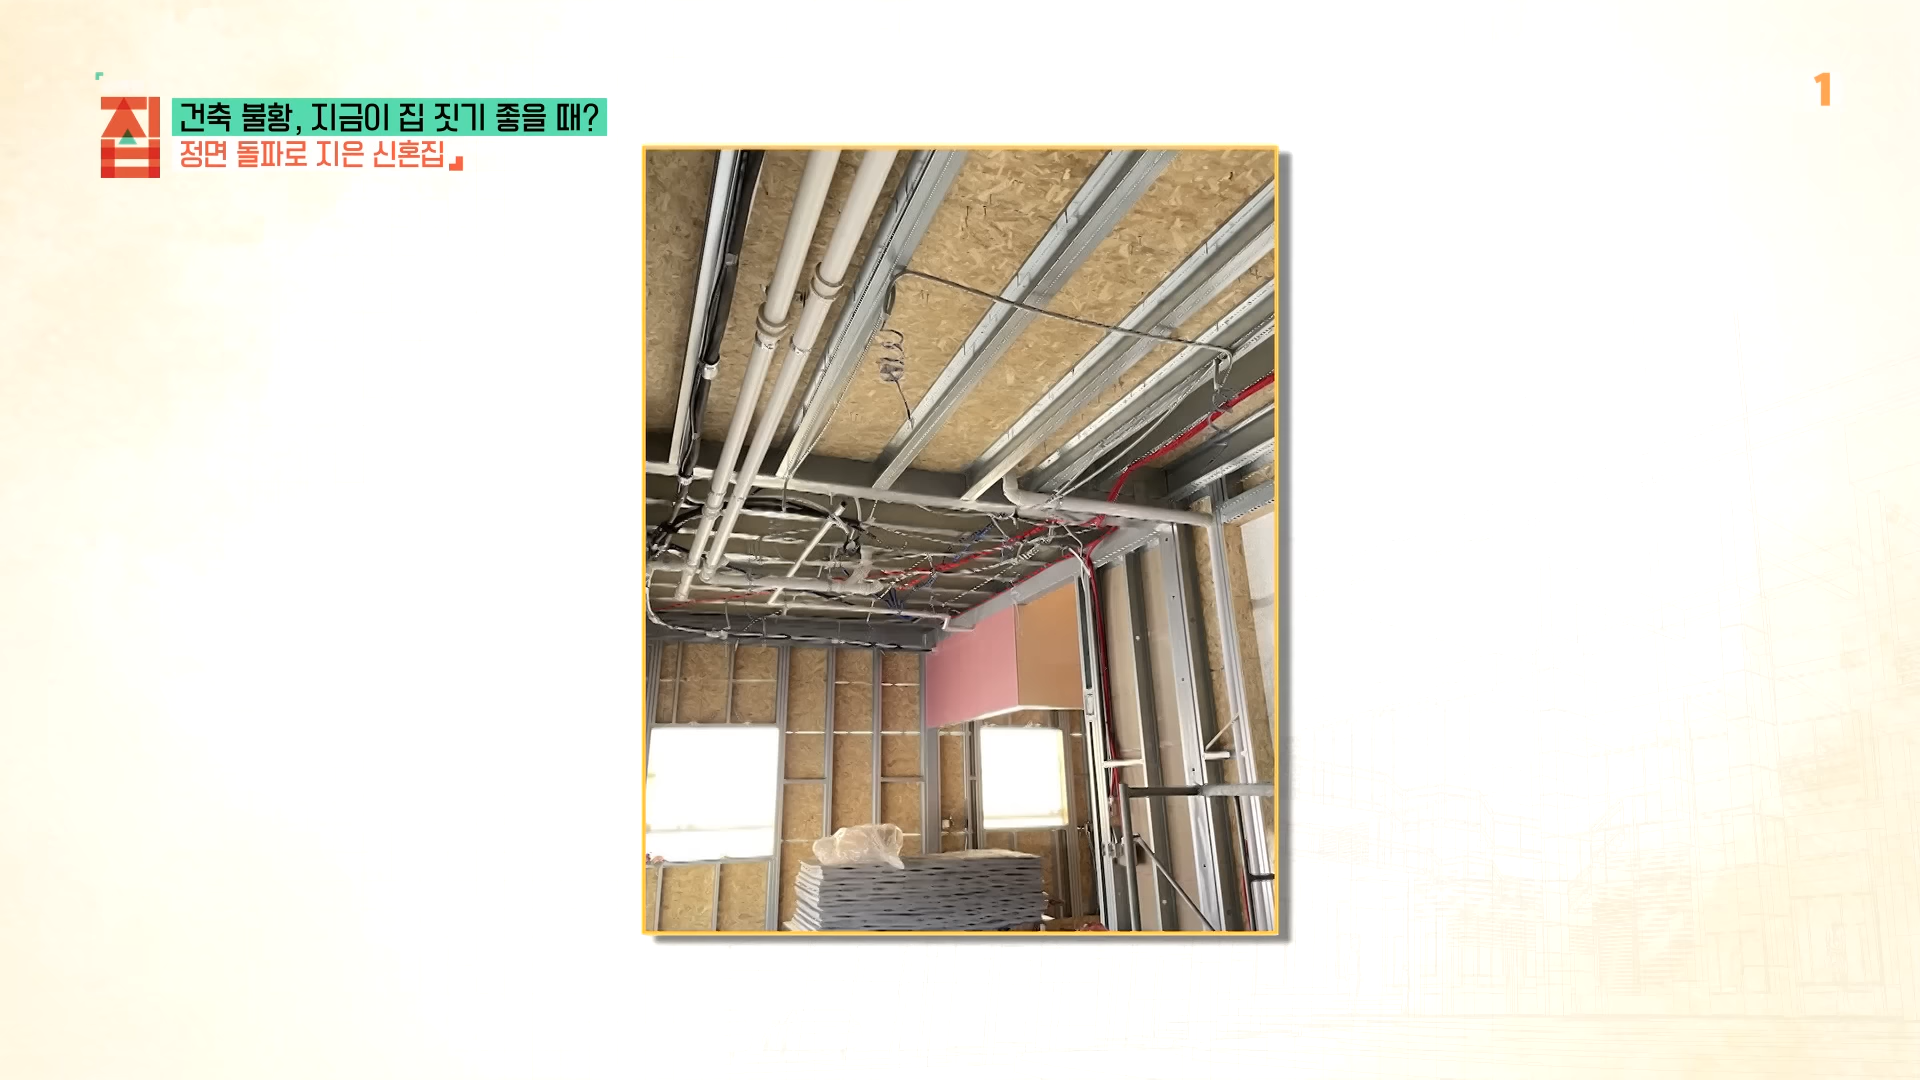 집
건축 불황, 지금이 집 짓기 좋을 때?
정면 돌파로 지은 신혼집
1